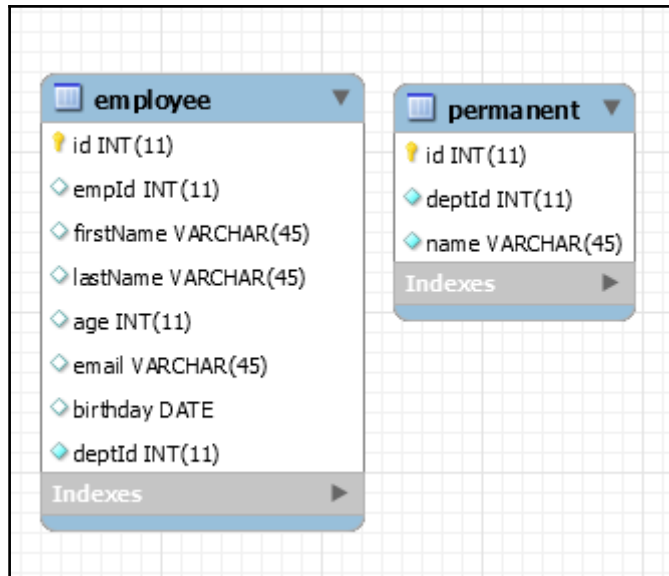 employee
id INT(11)
empId INT(11)
firstName VARCHAR(45)
lastName VARCHAR(45)
age INT(11)
email VARCHAR(45)
birthday DATE
deptId INT(11)
Indexes
permanent
id INT(11)
deptId INT(11)
name VARCHAR(45)
Indexes